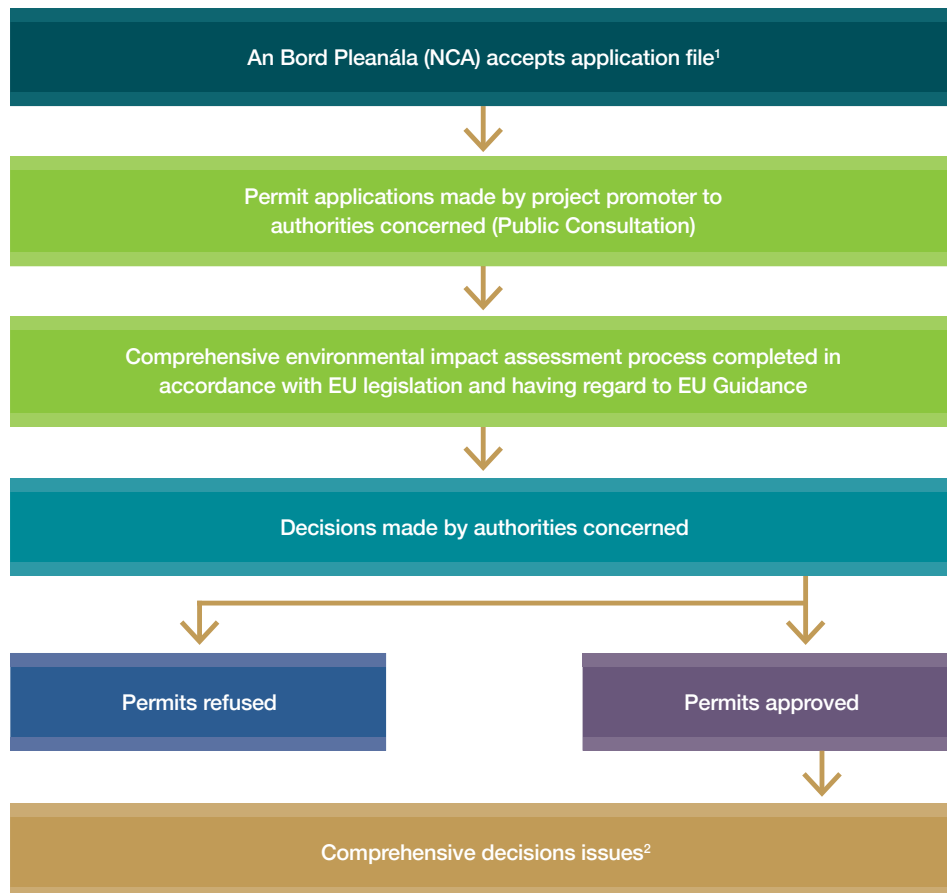 An Bord Pleanála (NCA) accepts application file¹
Permit applications made by project promoter to
authorities concerned (Public Consultation)
Comprehensive environmental impact assessment process completed in
accordance with EU legislation and having regard to EU Guidance
Decisions made by authorities concerned
Permits refused
Permits approved
Comprehensive decisions issues²